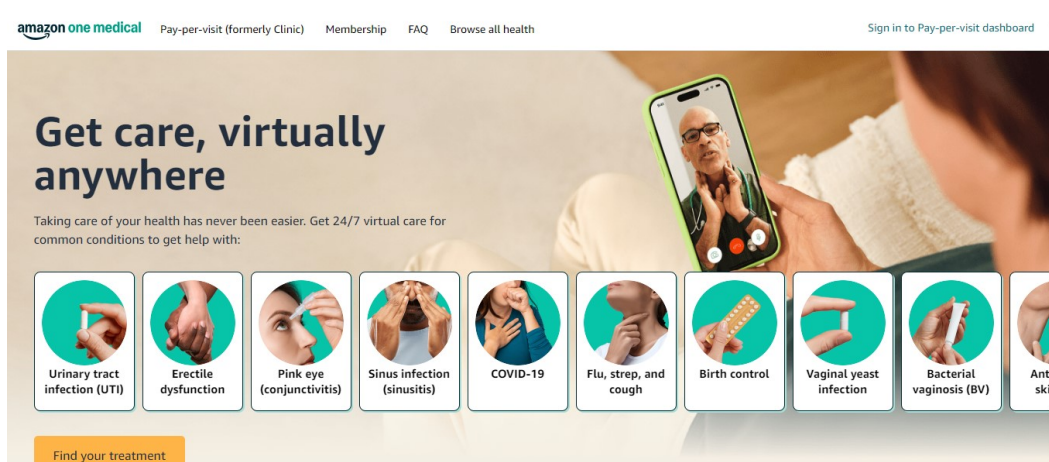 amazon one medical
Pay-per-visit (formerly Clinic)
Membership
FAQ
Browse all health
Sign in to Pay-per-visit dashboard
Get care, virtually
anywhere
Taking care of your health has never been easier. Get 24/7 virtual care for
common conditions to get help with:
Urinary tract
infection (UTI)
Erectile
dysfunction
Pink eye
(conjunctivitis)
Sinus infection
(sinusitis)
COVID-19
Flu, strep, and
cough
Birth control
Vaginal yeast
infection
Bacterial
vaginosis (BV)
Ant
ski
Find your treatment